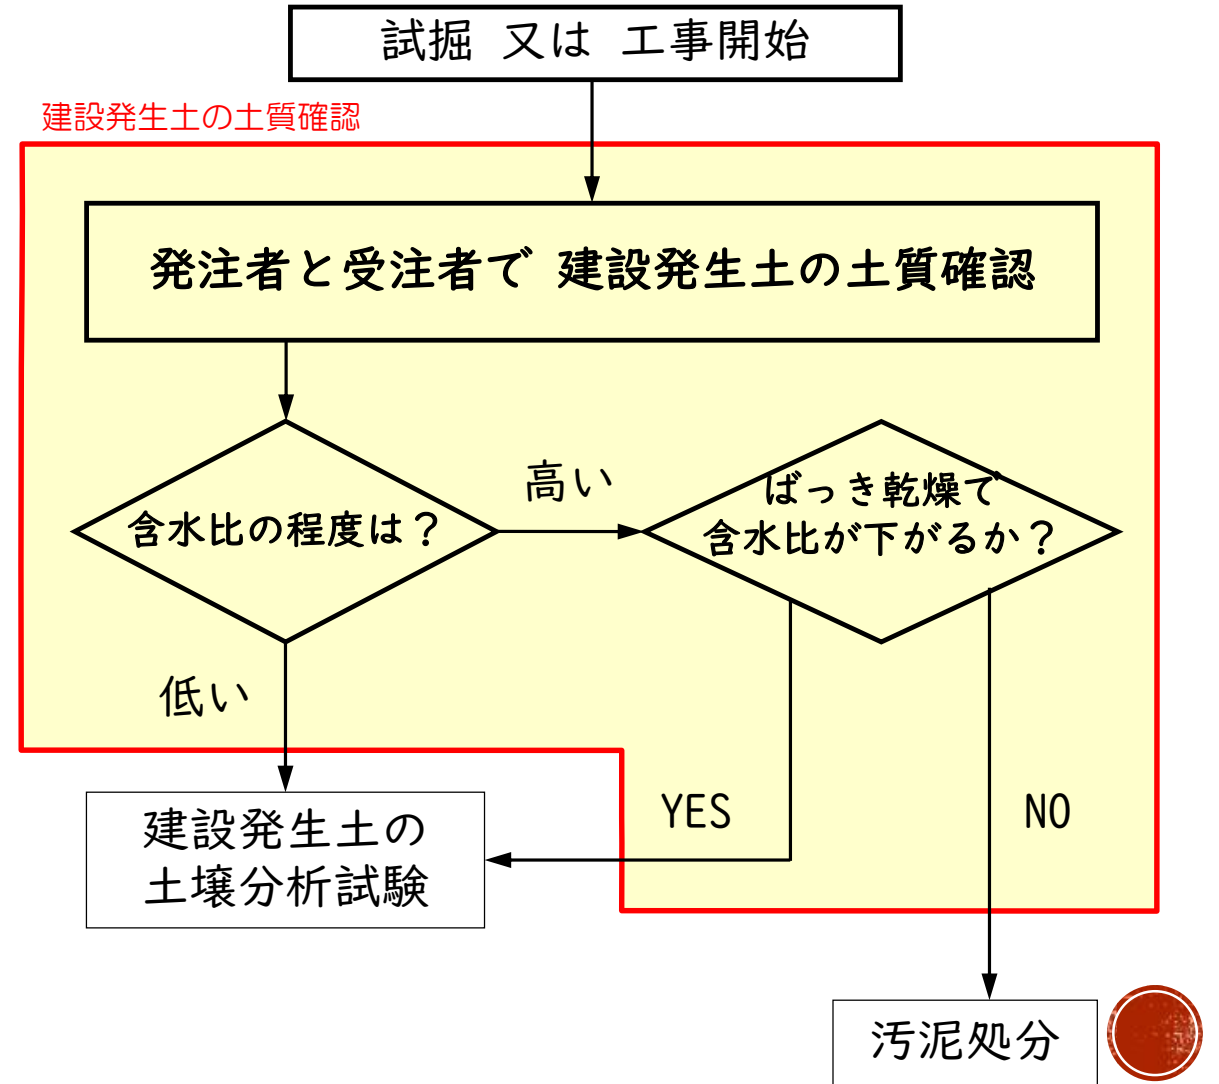 試掘 又は 工事開始
建設発生土の土質確認
発注者と受注者で 建設発生土の土質確認
含水比の程度は？
高い
ばっき乾燥で
含水比が下がるか？
低い
YES
NO
建設発生土の
土壌分析試験
汚泥処分